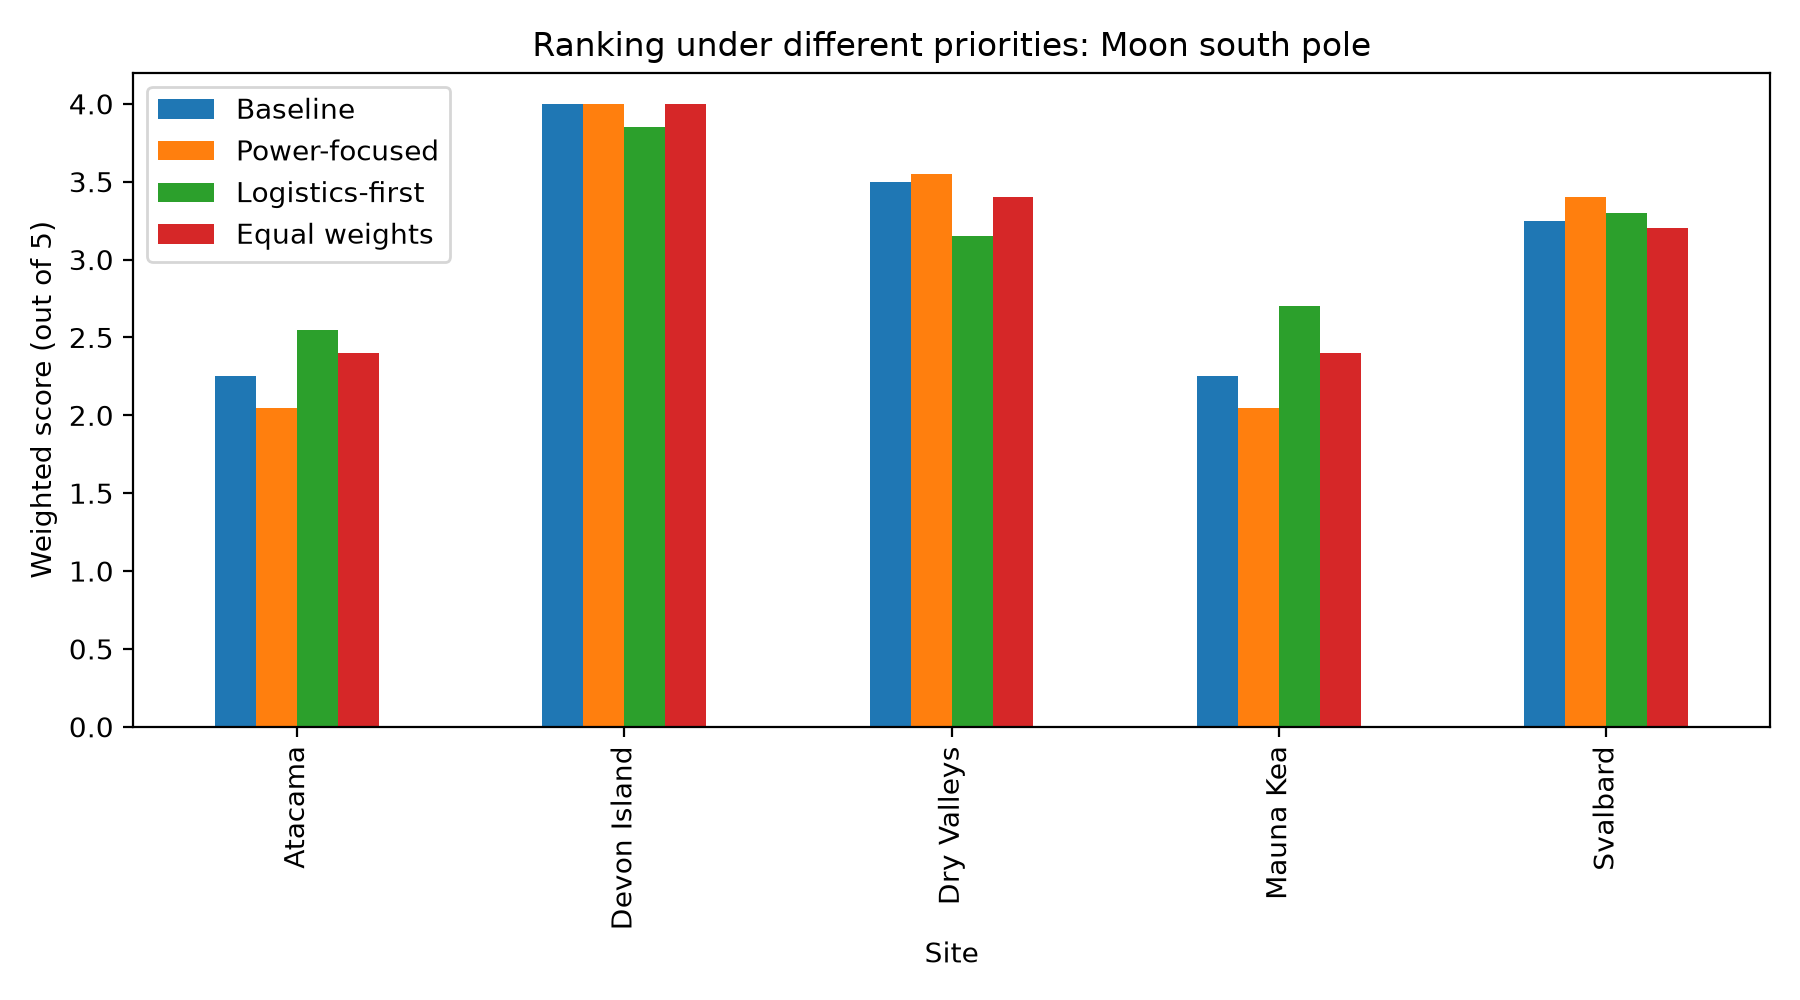 Ranking under different priorities: Moon south pole
Baseline
Power-focused
Logistics-first
Equal weights
Weighted score (out of 5)
4.0
3.5
3.0
2.5
2.0
1.5
1.0
0.5
0.0
Atacama
Devon Island
Dry Valleys
Mauna Kea
Svalbard
Site